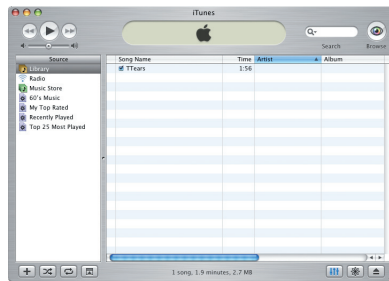 iTunes
Search
Browse
Source
Library
Radio
Music Store
60's Music
My Top Rated
Recently Played
Top 25 Most Played
Song Name Time Artist Album
TTears 1:56
1 song, 1.9 minutes, 2.7 MB